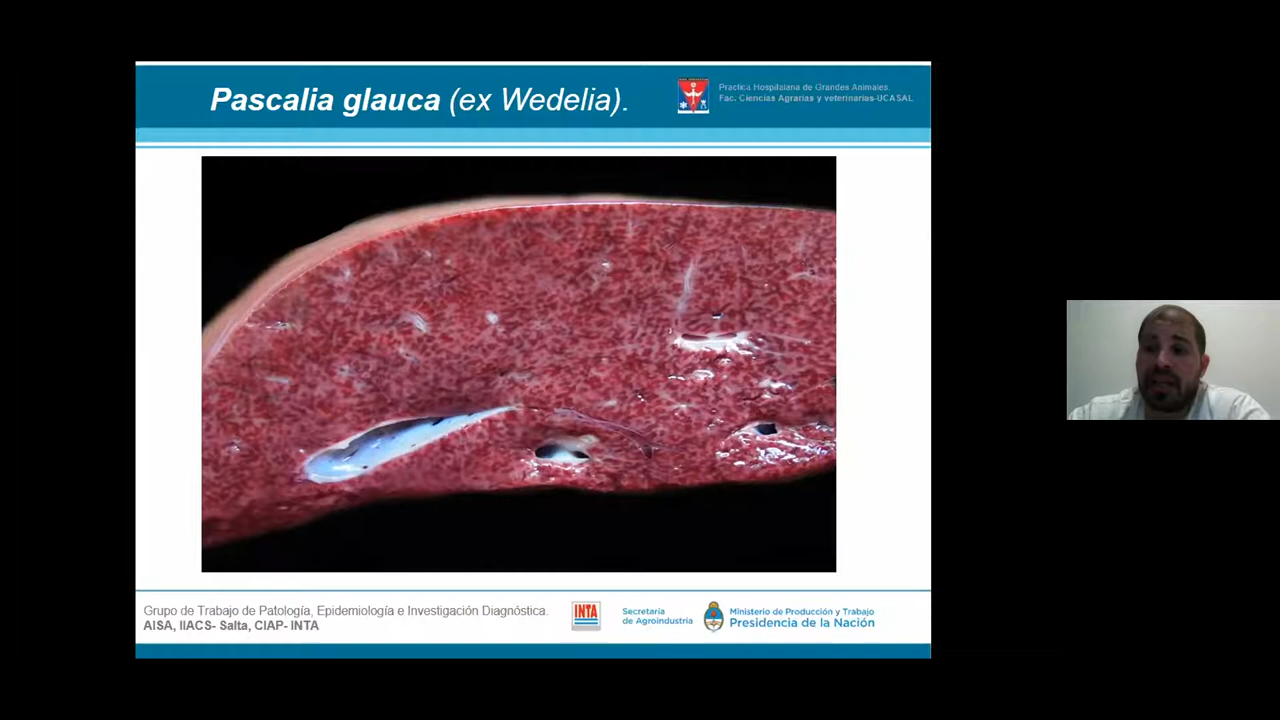 Pascalia glauca (ex Wedelia).
Practica Hospitalaria de Grandes Animales.
Fac. Ciencias Agrarias y veterinarias-UCASAL
Grupo de Trabajo de Patología, Epidemiología e Investigación Diagnóstica.
AISA, IIACS- Salta, CIAP- INTA
INTA
Secretaría
de Agroindustria
Ministerio de Producción y Trabajo
Presidencia de la Nación